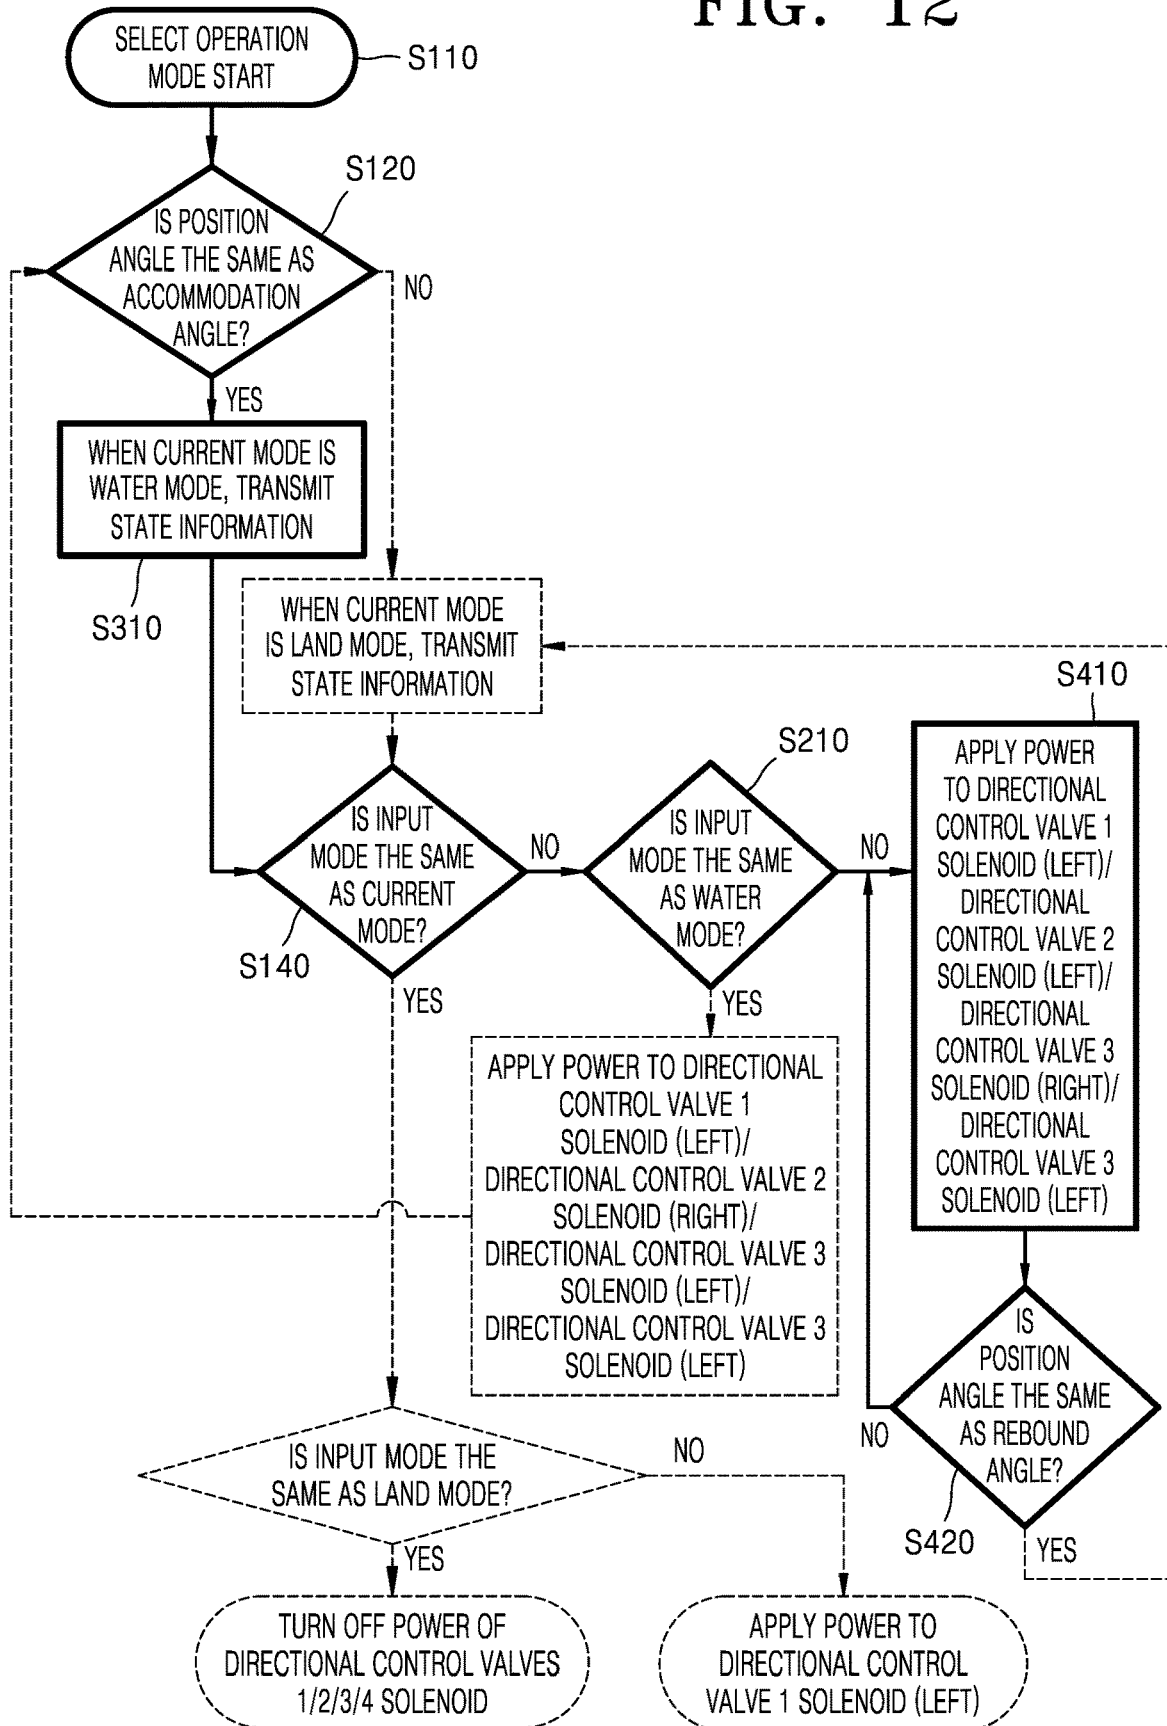 FIG. 12
SELECT OPERATION
MODE START
S110
S120
IS POSITION
ANGLE THE SAME AS
ACCOMMODATION
ANGLE?
NO
YES
WHEN CURRENT MODE IS
WATER MODE, TRANSMIT
STATE INFORMATION
S310
WHEN CURRENT MODE
IS LAND MODE, TRANSMIT
STATE INFORMATION
S140
IS INPUT
MODE THE SAME
AS CURRENT
MODE?
NO
YES
S210
IS INPUT
MODE THE SAME
AS WATER
MODE?
NO
YES
S410
APPLY POWER
TO DIRECTIONAL
CONTROL VALVE 1
SOLENOID (LEFT)/
DIRECTIONAL
CONTROL VALVE 2
SOLENOID (LEFT)/
DIRECTIONAL
CONTROL VALVE 3
SOLENOID (RIGHT)/
DIRECTIONAL
CONTROL VALVE 3
SOLENOID (LEFT)
APPLY POWER TO DIRECTIONAL
CONTROL VALVE 1
SOLENOID (LEFT)/
DIRECTIONAL CONTROL VALVE 2
SOLENOID (RIGHT)/
DIRECTIONAL CONTROL VALVE 3
SOLENOID (LEFT)/
DIRECTIONAL CONTROL VALVE 3
SOLENOID (LEFT)
IS
POSITION
ANGLE THE SAME
AS REBOUND
ANGLE?
NO
S420
YES
IS INPUT MODE THE
SAME AS LAND MODE?
NO
YES
TURN OFF POWER OF
DIRECTIONAL CONTROL VALVES
1/2/3/4 SOLENOID
APPLY POWER TO
DIRECTIONAL CONTROL
VALVE 1 SOLENOID (LEFT)